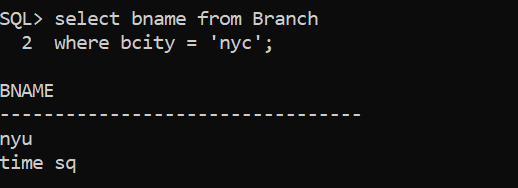 SQL> select bname from Branch
  2  where bcity = 'nyc';
BNAME
---------------------------------
nyu
time sq